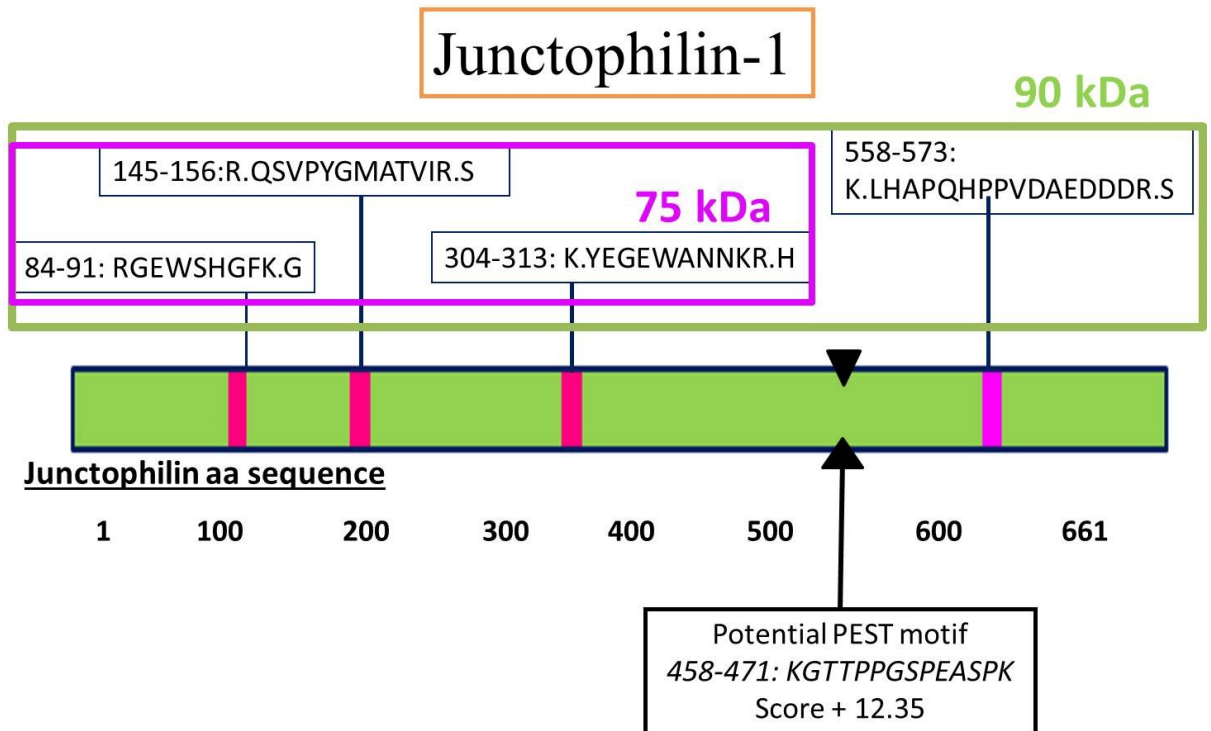 Junctophilin-1
90 kDa
145-156:R.QSVPYGMATVIR.S
558-573:
K.LHAPQHPPVDAEDDDR.S
75 kDa
84-91: RGEWSHGFK.G
304-313: K.YEGEWANNKR.H
Junctophilin aa sequence
1 100 200 300 400 500 600 661
Potential PEST motif
458-471: KGTTPPGSPEASPK
Score + 12.35